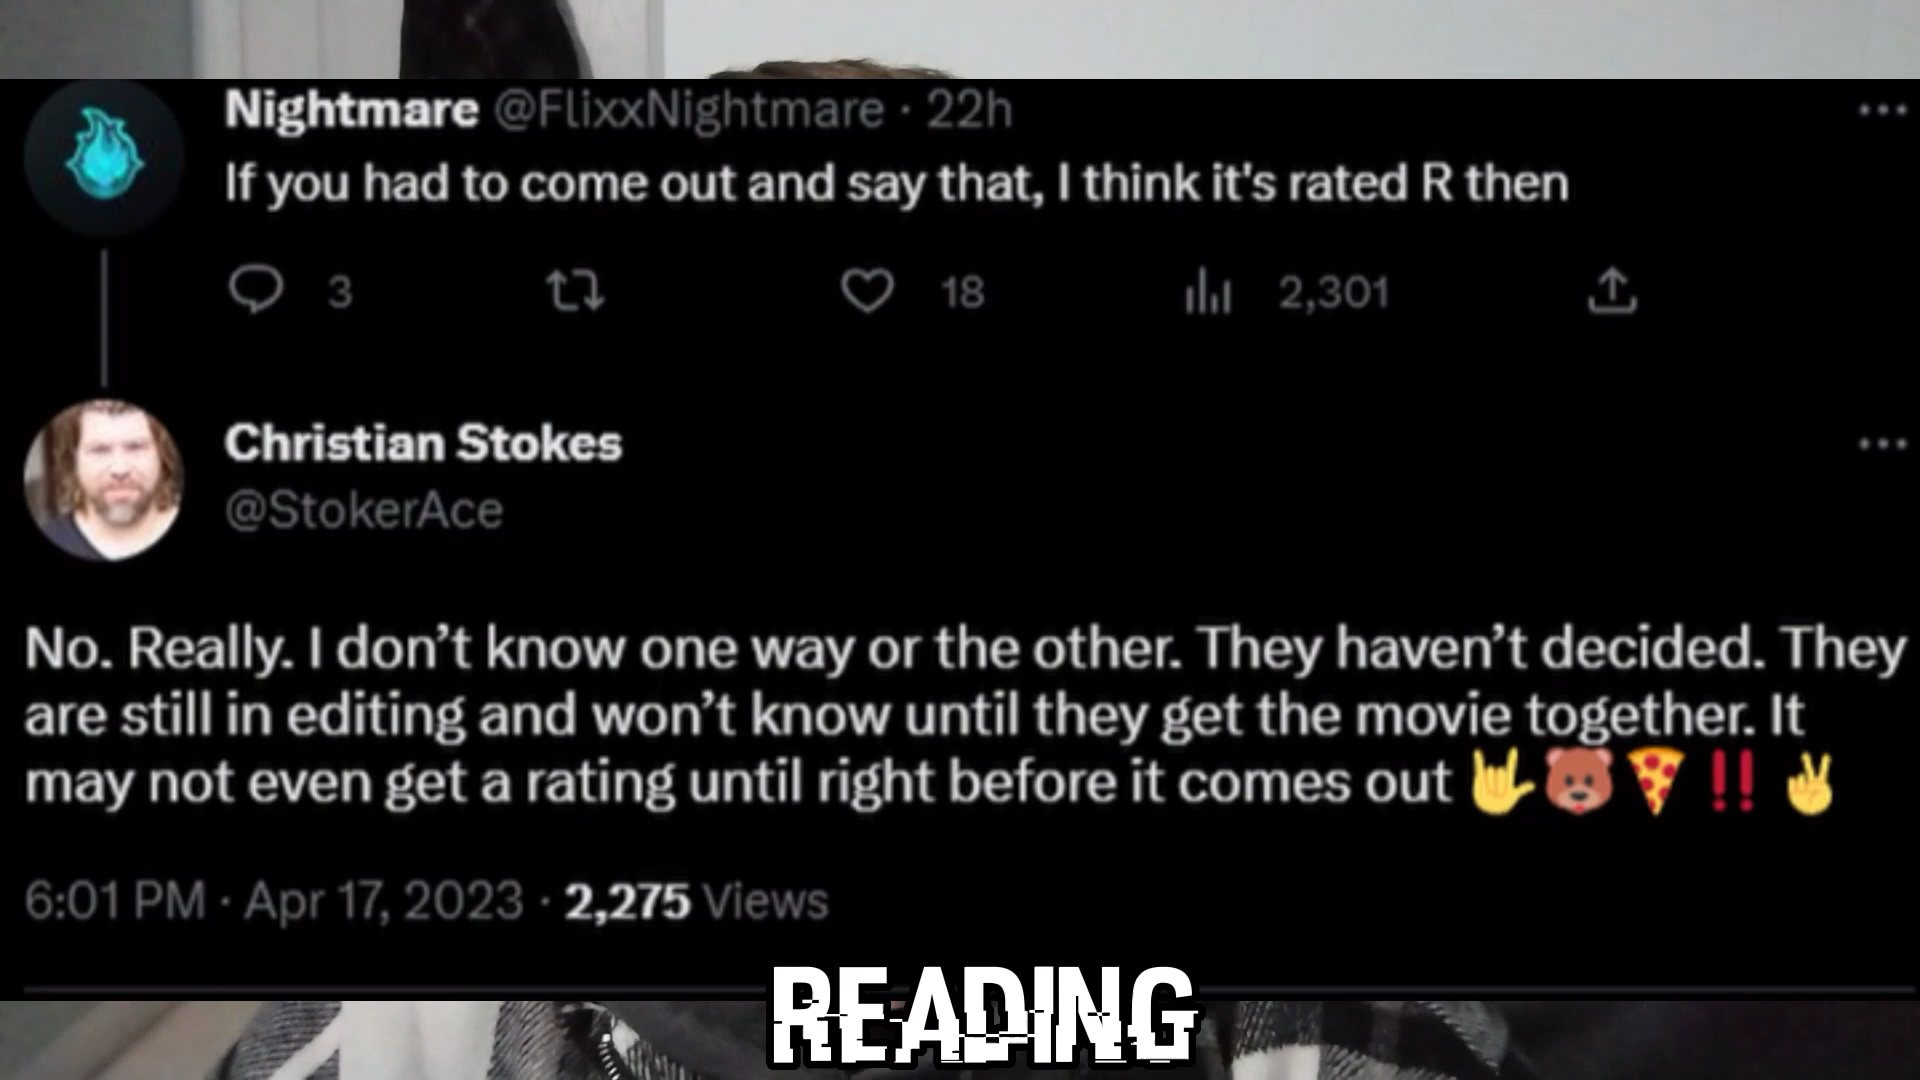 Nightmare @FlixxNightmare · 22h
If you had to come out and say that, I think it's rated R then
3 18 2,301
Christian Stokes
@StokerAce
No. Really. I don’t know one way or the other. They haven’t decided. They
are still in editing and won’t know until they get the movie together. It
may not even get a rating until right before it comes out 🤟🐻🍕‼️✌️
6:01 PM · Apr 17, 2023 · 2,275 Views
READING